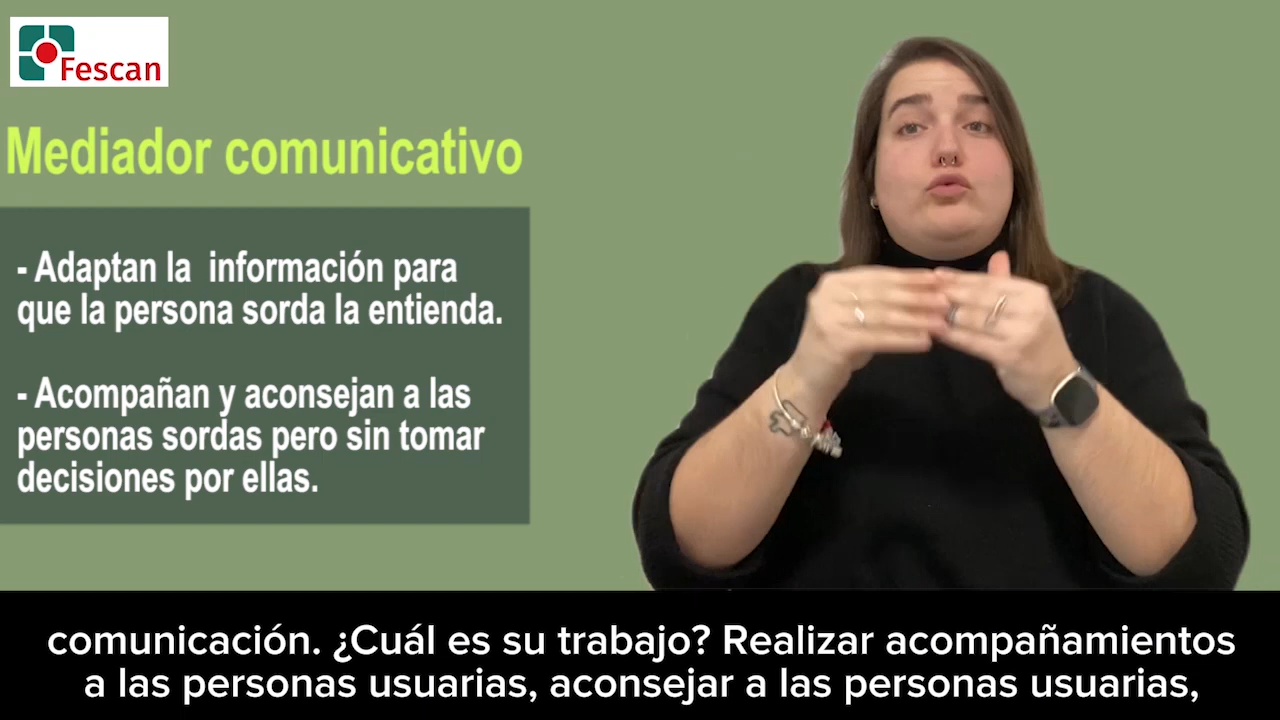 Fescan
Mediador comunicativo
- Adaptan la información para
que la persona sorda la entienda.
- Acompañan y aconsejan a las
personas sordas pero sin tomar
decisiones por ellas.
comunicación. ¿Cuál es su trabajo? Realizar acompañamientos
a las personas usuarias, aconsejar a las personas usuarias,